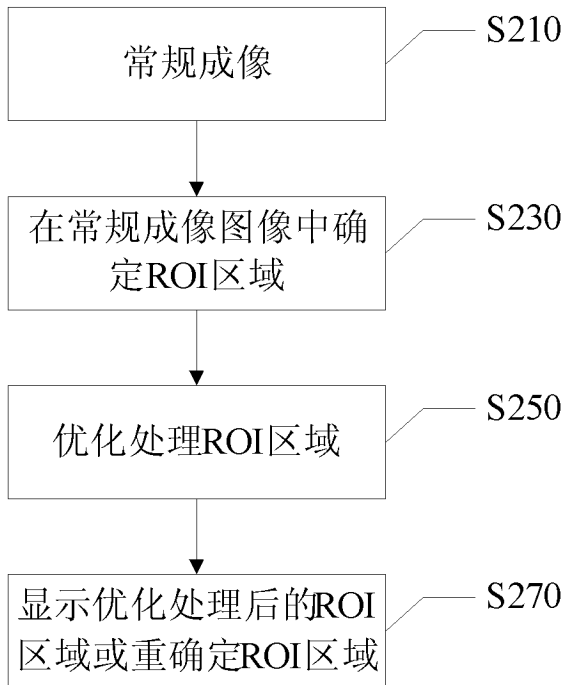 常规成像
S210
在常规成像图像中确
定ROI区域
S230
优化处理ROI区域
S250
显示优化处理后的ROI
区域或重确定ROI区域
S270